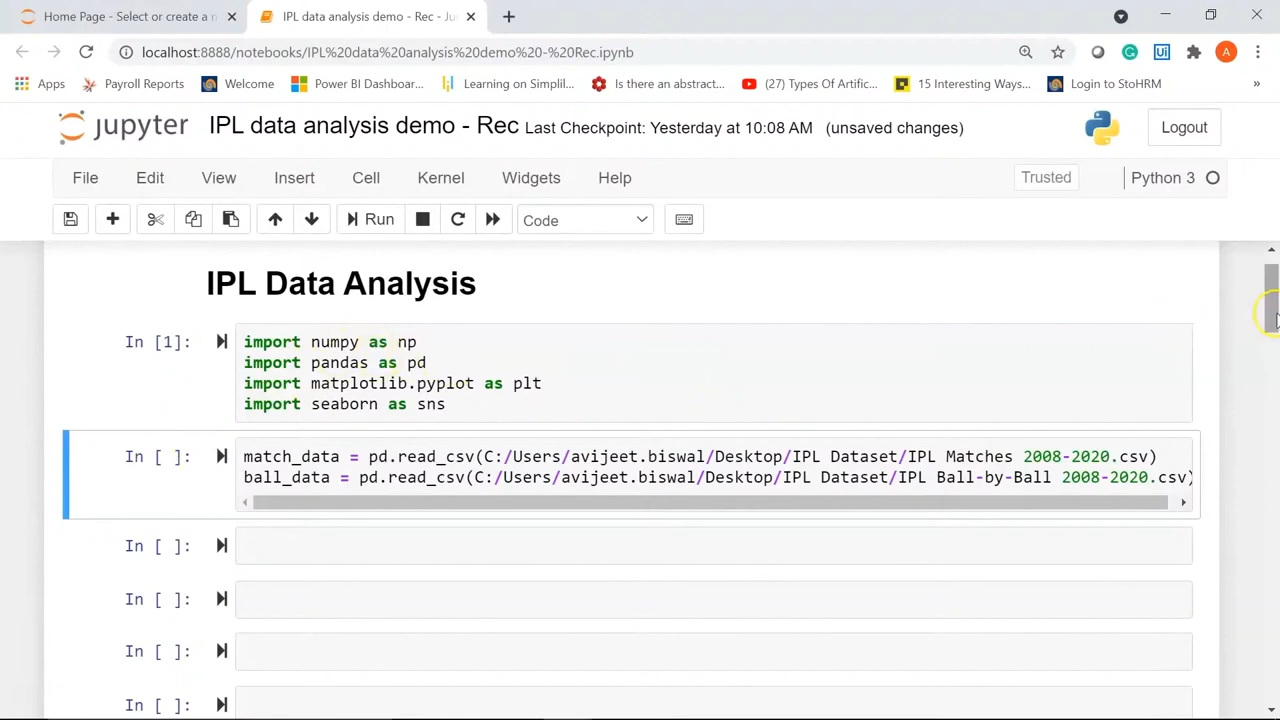 Home Page - Select or create a n
IPL data analysis demo - Rec - Ju
localhost:8888/notebooks/IPL%20data%20analysis%20demo%20-%20Rec.ipynb
Ui
A
Apps
Payroll Reports
Welcome
Power BI Dashboar...
Learning on Simplil...
Is there an abstract...
(27) Types Of Artific...
15 Interesting Ways...
Login to StoHRM
»
jupyter
IPL data analysis demo - Rec Last Checkpoint: Yesterday at 10:08 AM (unsaved changes)
Logout
File Edit View Insert Cell Kernel Widgets Help
Trusted
Python 3
Run
Code
IPL Data Analysis
In [1]:
import numpy as np
import pandas as pd
import matplotlib.pyplot as plt
import seaborn as sns
In [ ]:
match_data = pd.read_csv(C:/Users/avijeet.biswal/Desktop/IPL Dataset/IPL Matches 2008-2020.csv)
ball_data = pd.read_csv(C:/Users/avijeet.biswal/Desktop/IPL Dataset/IPL Ball-by-Ball 2008-2020.csv)
In [ ]:
In [ ]:
In [ ]:
In [ ]: